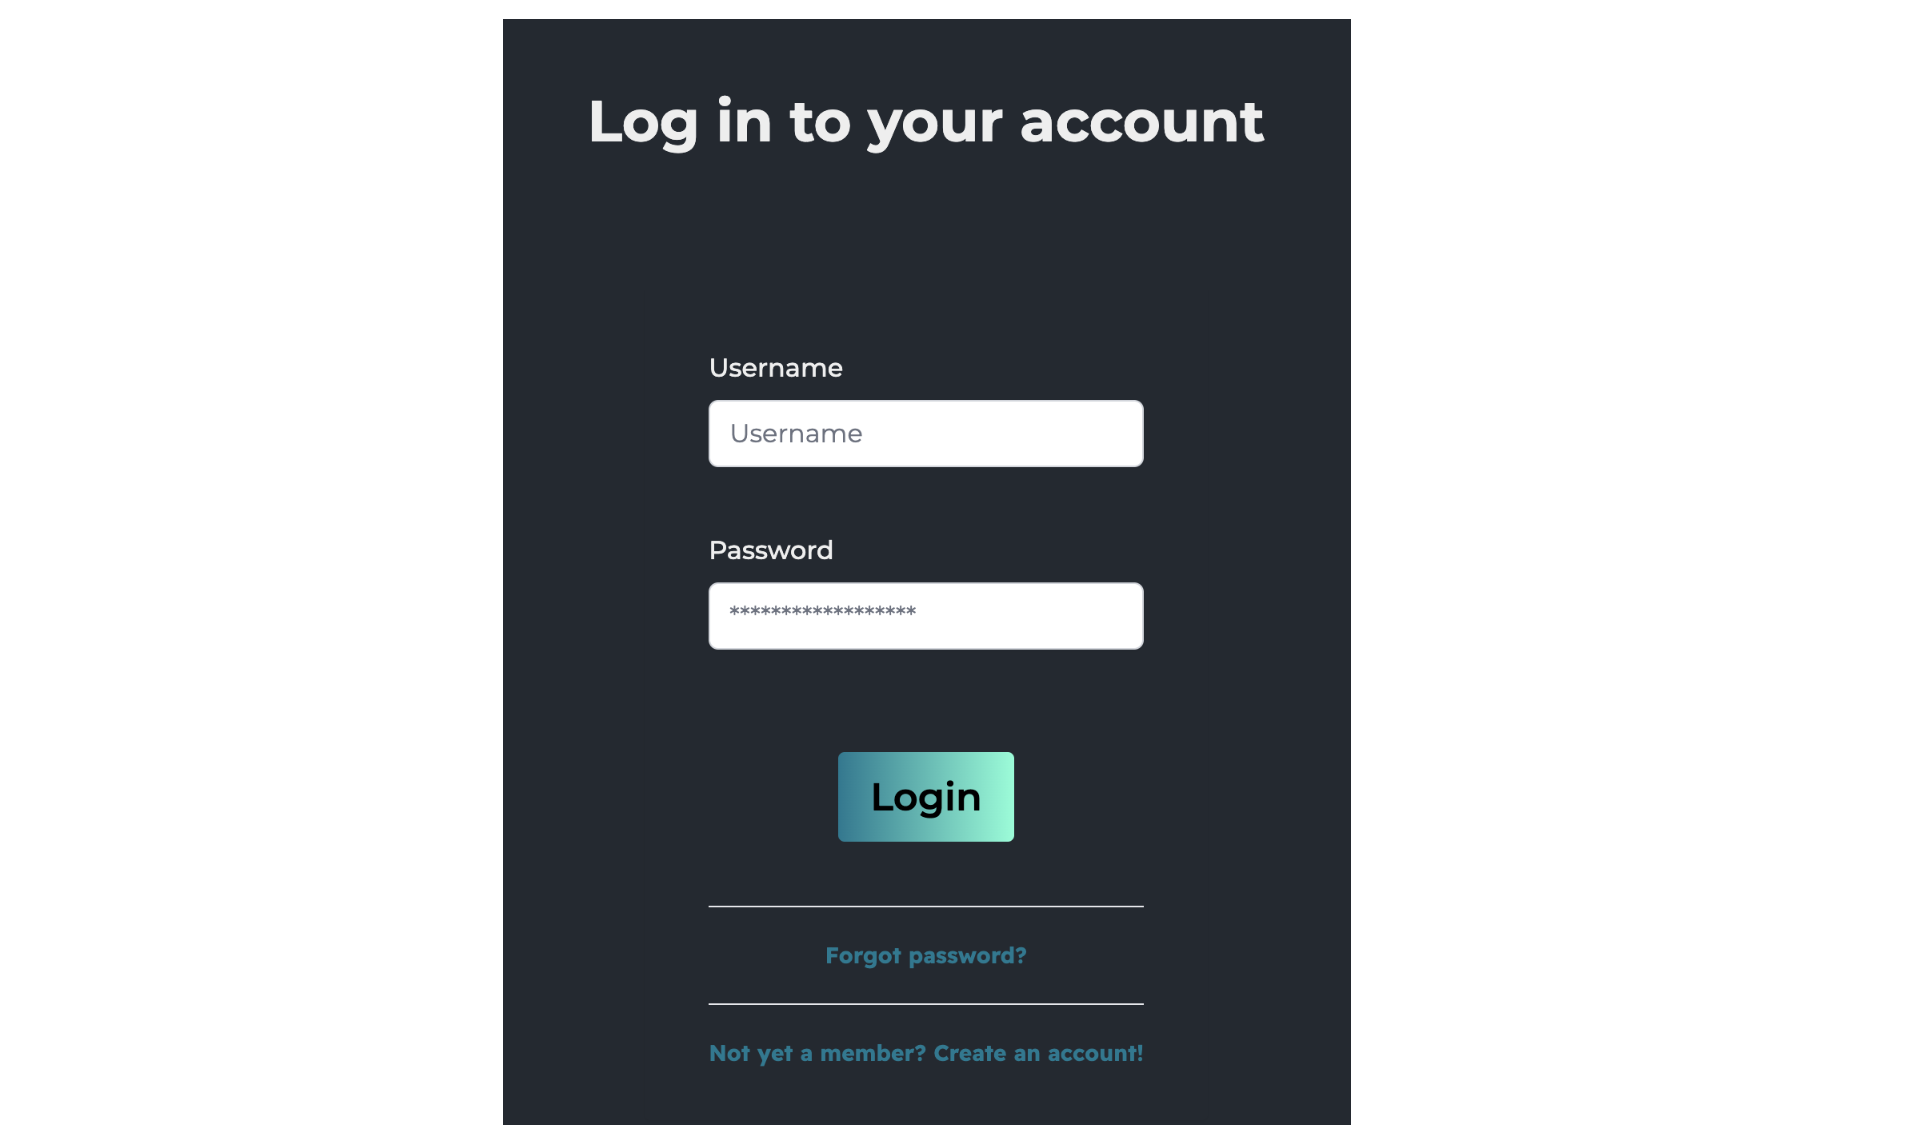 Log in to your account
Username
Username
Password
******************
Login
Forgot password?
Not yet a member? Create an account!